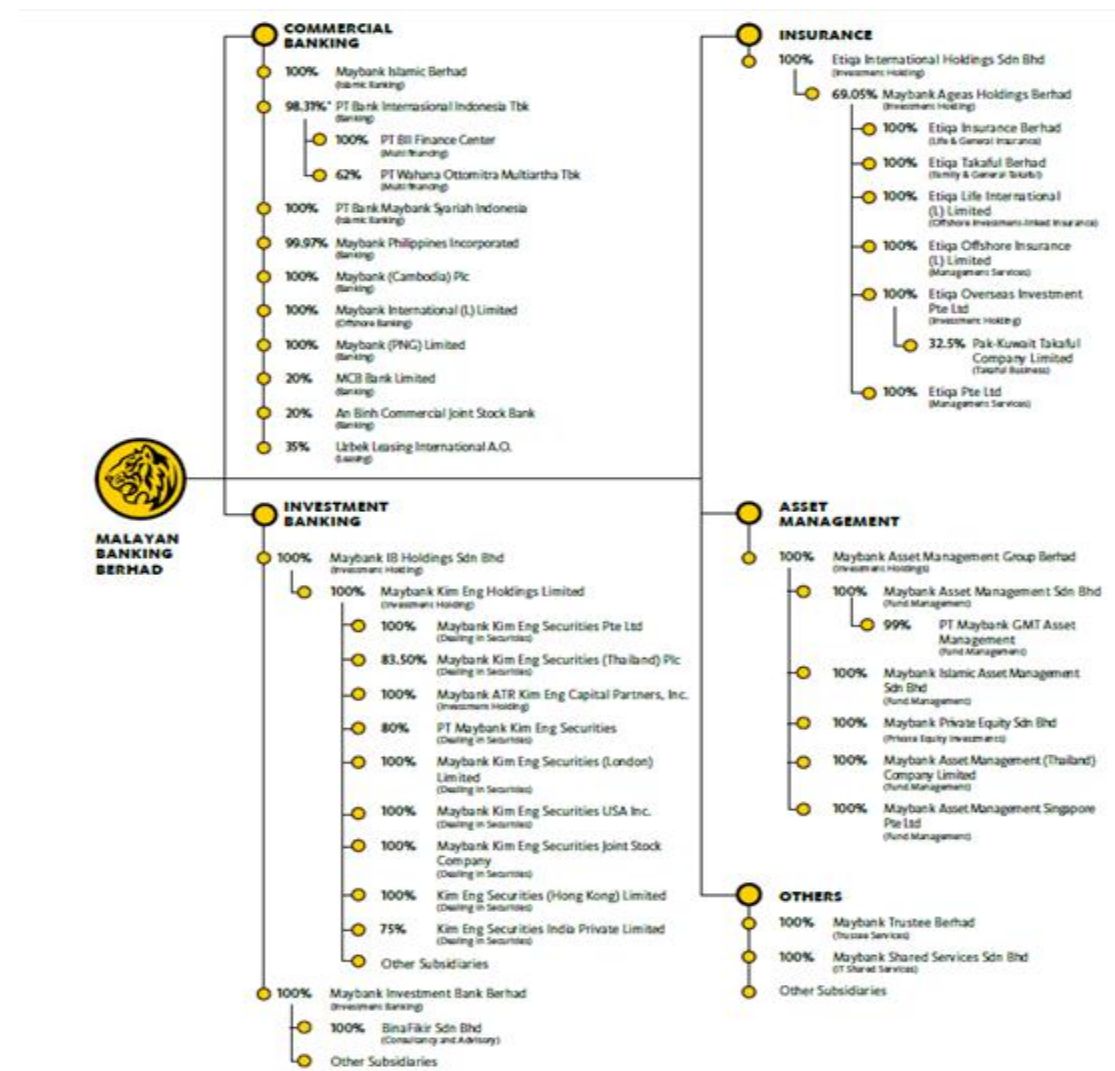 COMMERCIAL
BANKING
100% Maybank Islamic Berhad
(Islamic Banking)
98.31%* PT Bank Internasional Indonesia Tbk
(Banking)
100% PT BII Finance Center
(Multi financing)
62% PT Wahana Ottomitra Multiartha Tbk
(Multi financing)
100% PT Bank Maybank Syariah Indonesia
(Islamic Banking)
99.97% Maybank Philippines Incorporated
(Banking)
100% Maybank (Cambodia) Plc
(Banking)
100% Maybank International (L) Limited
(Offshore Banking)
100% Maybank (PNG) Limited
(Banking)
20% MCB Bank Limited
(Banking)
20% An Binh Commercial Joint Stock Bank
(Banking)
35% Uzbek Leasing International A.O.
(Leasing)
MALAYAN
BANKING
BERHAD
INVESTMENT
BANKING
100% Maybank IB Holdings Sdn Bhd
(Investment Holding)
100% Maybank Kim Eng Holdings Limited
(Investment Holding)
100% Maybank Kim Eng Securities Pte Ltd
(Dealing in Securities)
83.50% Maybank Kim Eng Securities (Thailand) Plc
(Dealing in Securities)
100% Maybank ATR Kim Eng Capital Partners, Inc.
(Investment Holding)
80% PT Maybank Kim Eng Securities
(Dealing in Securities)
100% Maybank Kim Eng Securities (London)
Limited
(Dealing in Securities)
100% Maybank Kim Eng Securities USA Inc.
(Dealing in Securities)
100% Maybank Kim Eng Securities Joint Stock
Company
(Dealing in Securities)
100% Kim Eng Securities (Hong Kong) Limited
(Dealing in Securities)
75% Kim Eng Securities India Private Limited
(Dealing in Securities)
Other Subsidiaries
100% Maybank Investment Bank Berhad
(Investment Banking)
100% BinaFikir Sdn Bhd
(Consultancy and Advisory)
Other Subsidiaries
INSURANCE
100% Etiqa International Holdings Sdn Bhd
(Investment Holding)
69.05% Maybank Ageas Holdings Berhad
(Investment Holding)
100% Etiqa Insurance Berhad
(Life & General Insurance)
100% Etiqa Takaful Berhad
(Family & General Takaful)
100% Etiqa Life International
(L) Limited
(Offshore Investment-linked Insurance)
100% Etiqa Offshore Insurance
(L) Limited
(Management Services)
100% Etiqa Overseas Investment
Pte Ltd
(Investment Holding)
32.5% Pak-Kuwait Takaful
Company Limited
(Takaful Business)
100% Etiqa Pte Ltd
(Management Services)
ASSET
MANAGEMENT
100% Maybank Asset Management Group Berhad
(Investment Holdings)
100% Maybank Asset Management Sdn Bhd
(Fund Management)
99% PT Maybank GMT Asset
Management
(Fund Management)
100% Maybank Islamic Asset Management
Sdn Bhd
(Fund Management)
100% Maybank Private Equity Sdn Bhd
(Private Equity Investments)
100% Maybank Asset Management (Thailand)
Company Limited
(Fund Management)
100% Maybank Asset Management Singapore
Pte Ltd
(Fund Management)
OTHERS
100% Maybank Trustee Berhad
(Trustee Services)
100% Maybank Shared Services Sdn Bhd
(IT Shared Services)
Other Subsidiaries